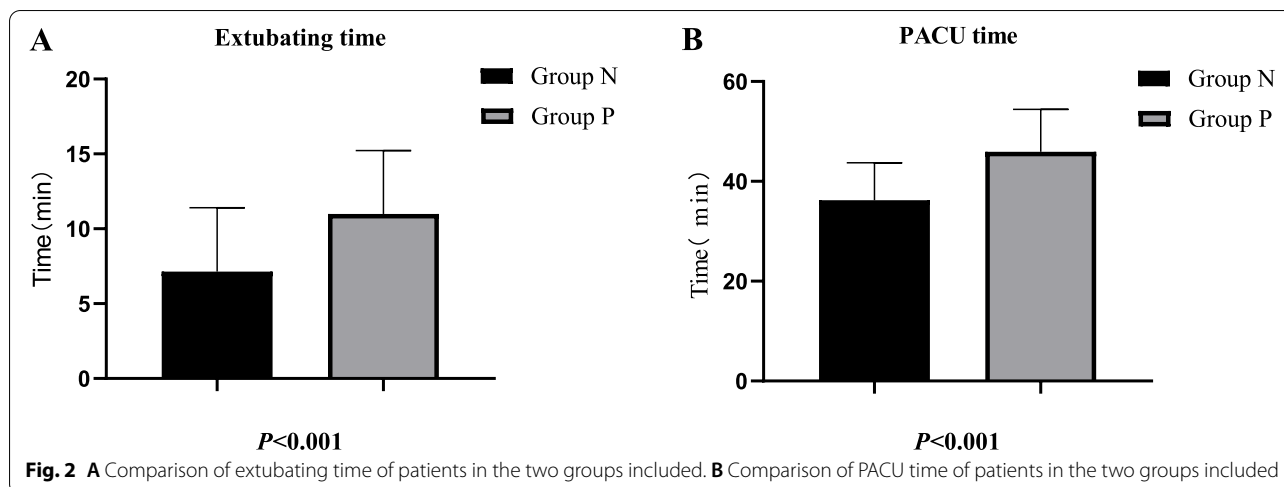 A
Extubating time
Group N
Group P
20
15
10
5
0
Time(min)
P<0.001
B
PACU time
Group N
Group P
60
40
20
0
Time( min)
P<0.001
Fig. 2 A Comparison of extubating time of patients in the two groups included. B Comparison of PACU time of patients in the two groups included